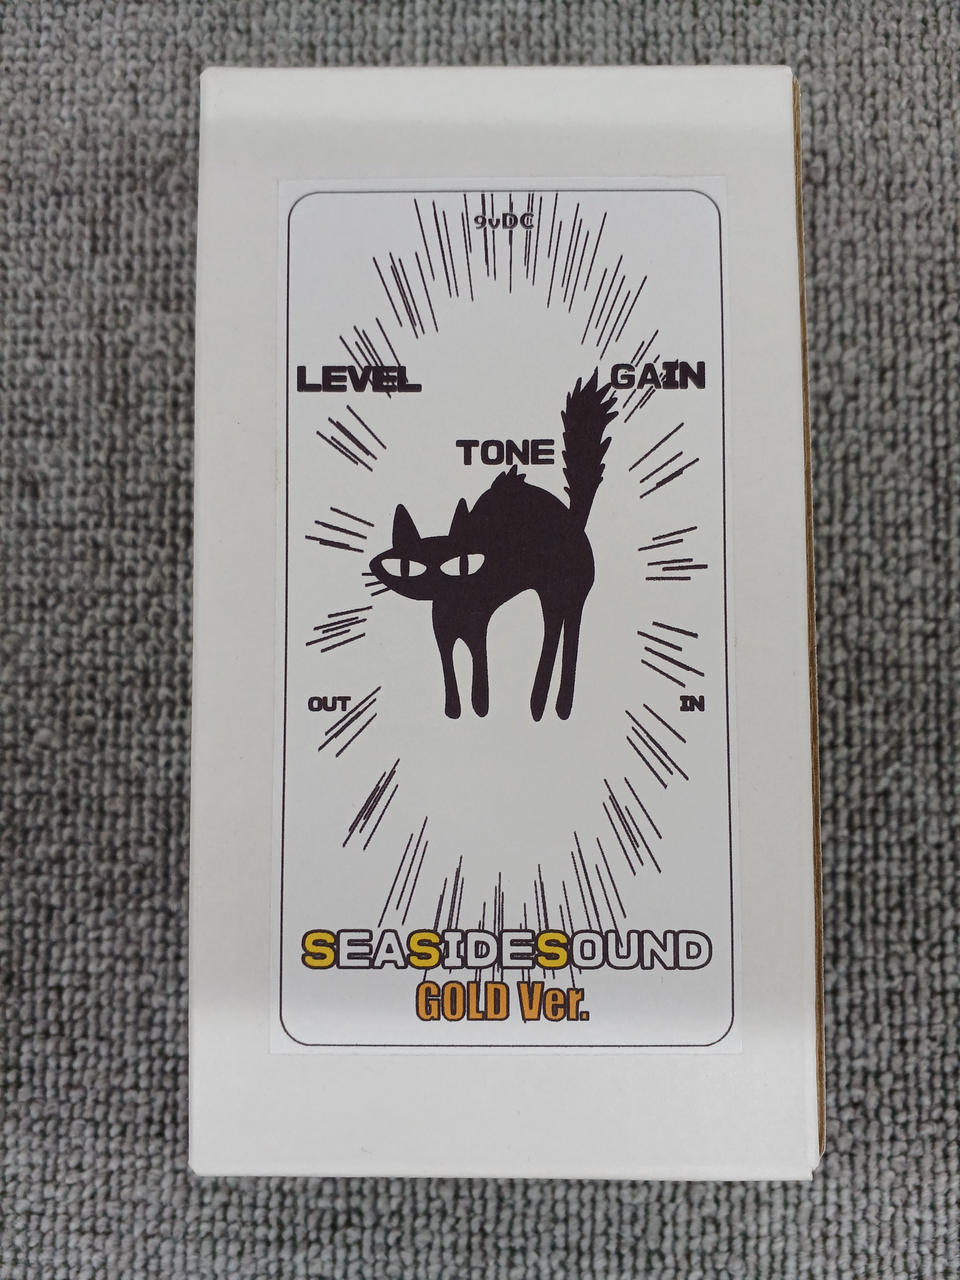 9vDC
LEVEL
GAIN
TONE
OUT
IN
SEASIDESOUND
GOLD Ver.